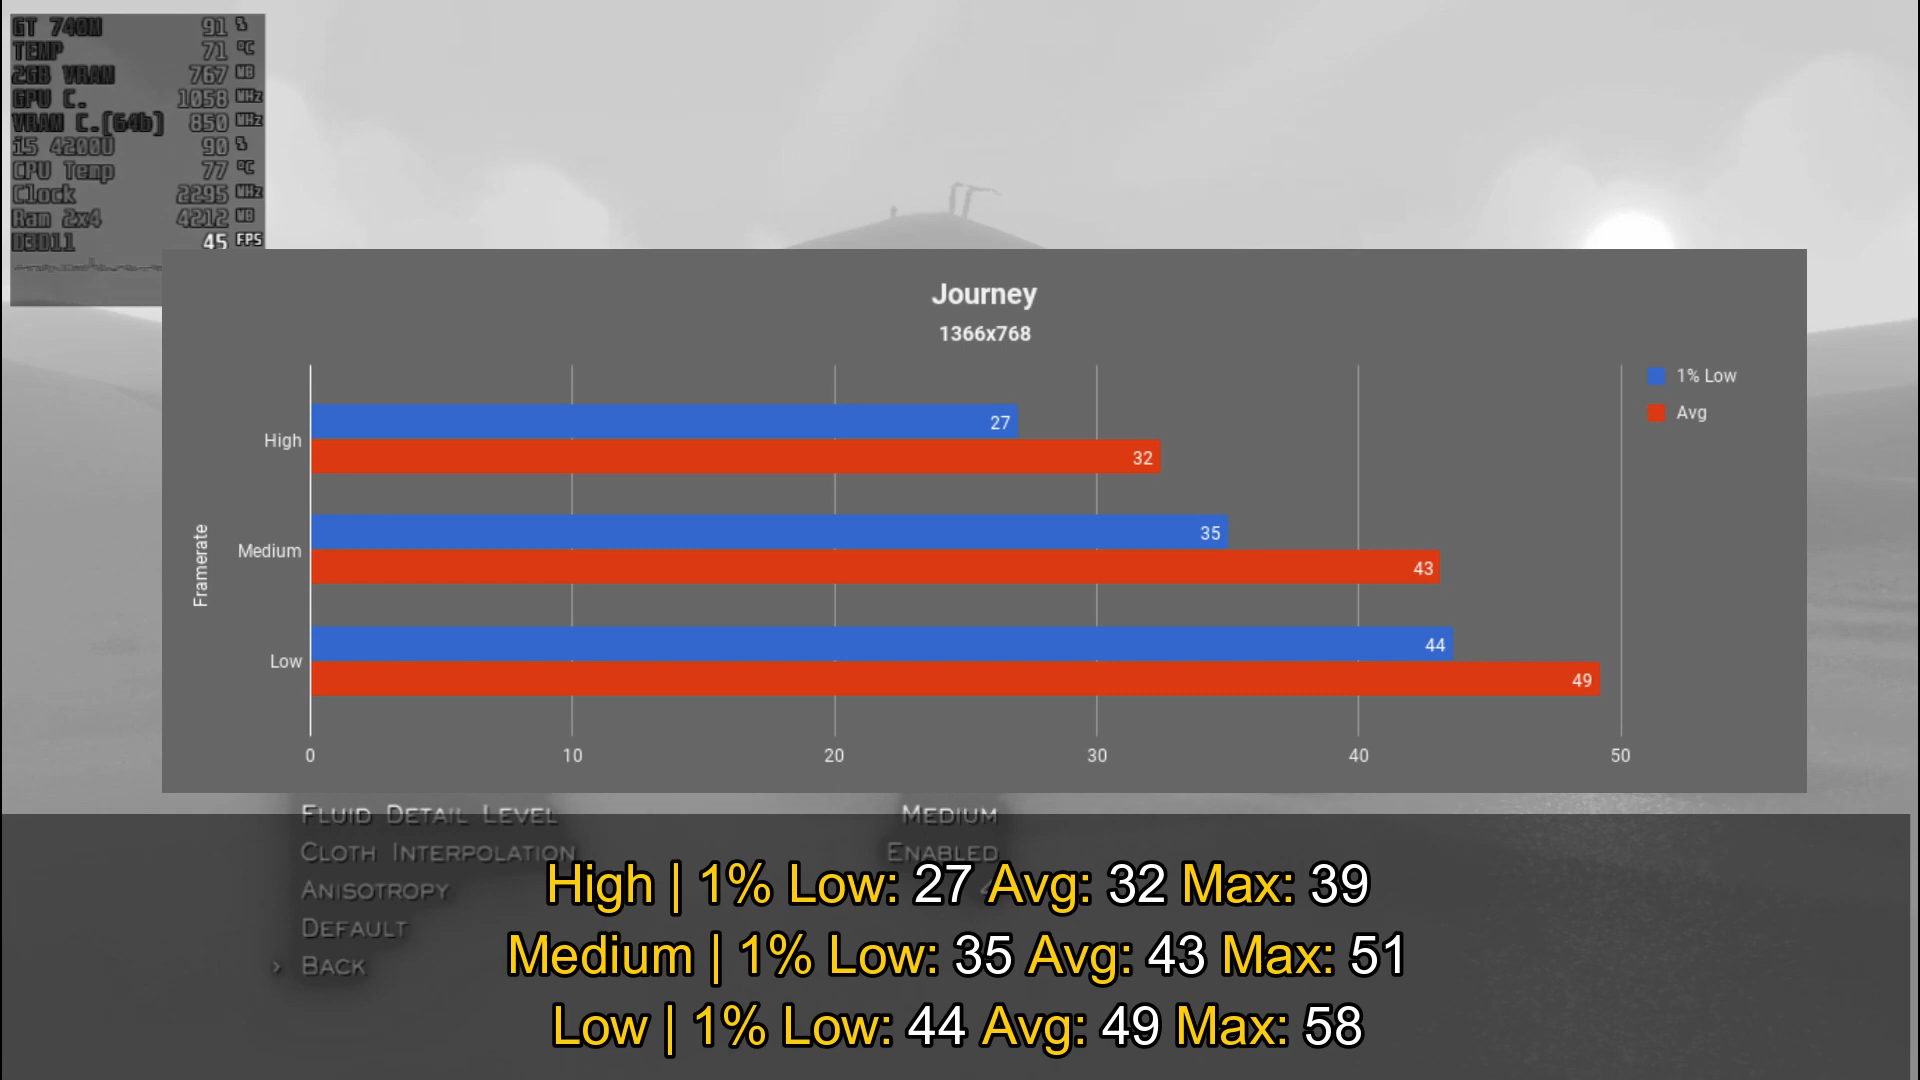 GT 740M 91 %
TEMP 71 °C
2GB VRAM 767 MB
GPU C. 1058 MHz
VRAM C.[64b] 850 MHz
i5 4200U 90 %
CPU Temp 77 °C
Clock 2295 MHz
Ram 2x4 4212 MB
D3D11 45 FPS
Journey
1366x768
1% Low
Avg
Framerate
High
27
32
Medium
35
43
Low
44
49
0 10 20 30 40 50
FLUID DETAIL LEVEL MEDIUM
CLOTH INTERPOLATION ENABLED
ANISOTROPY
DEFAULT
> BACK
High | 1% Low: 27 Avg: 32 Max: 39
Medium | 1% Low: 35 Avg: 43 Max: 51
Low | 1% Low: 44 Avg: 49 Max: 58